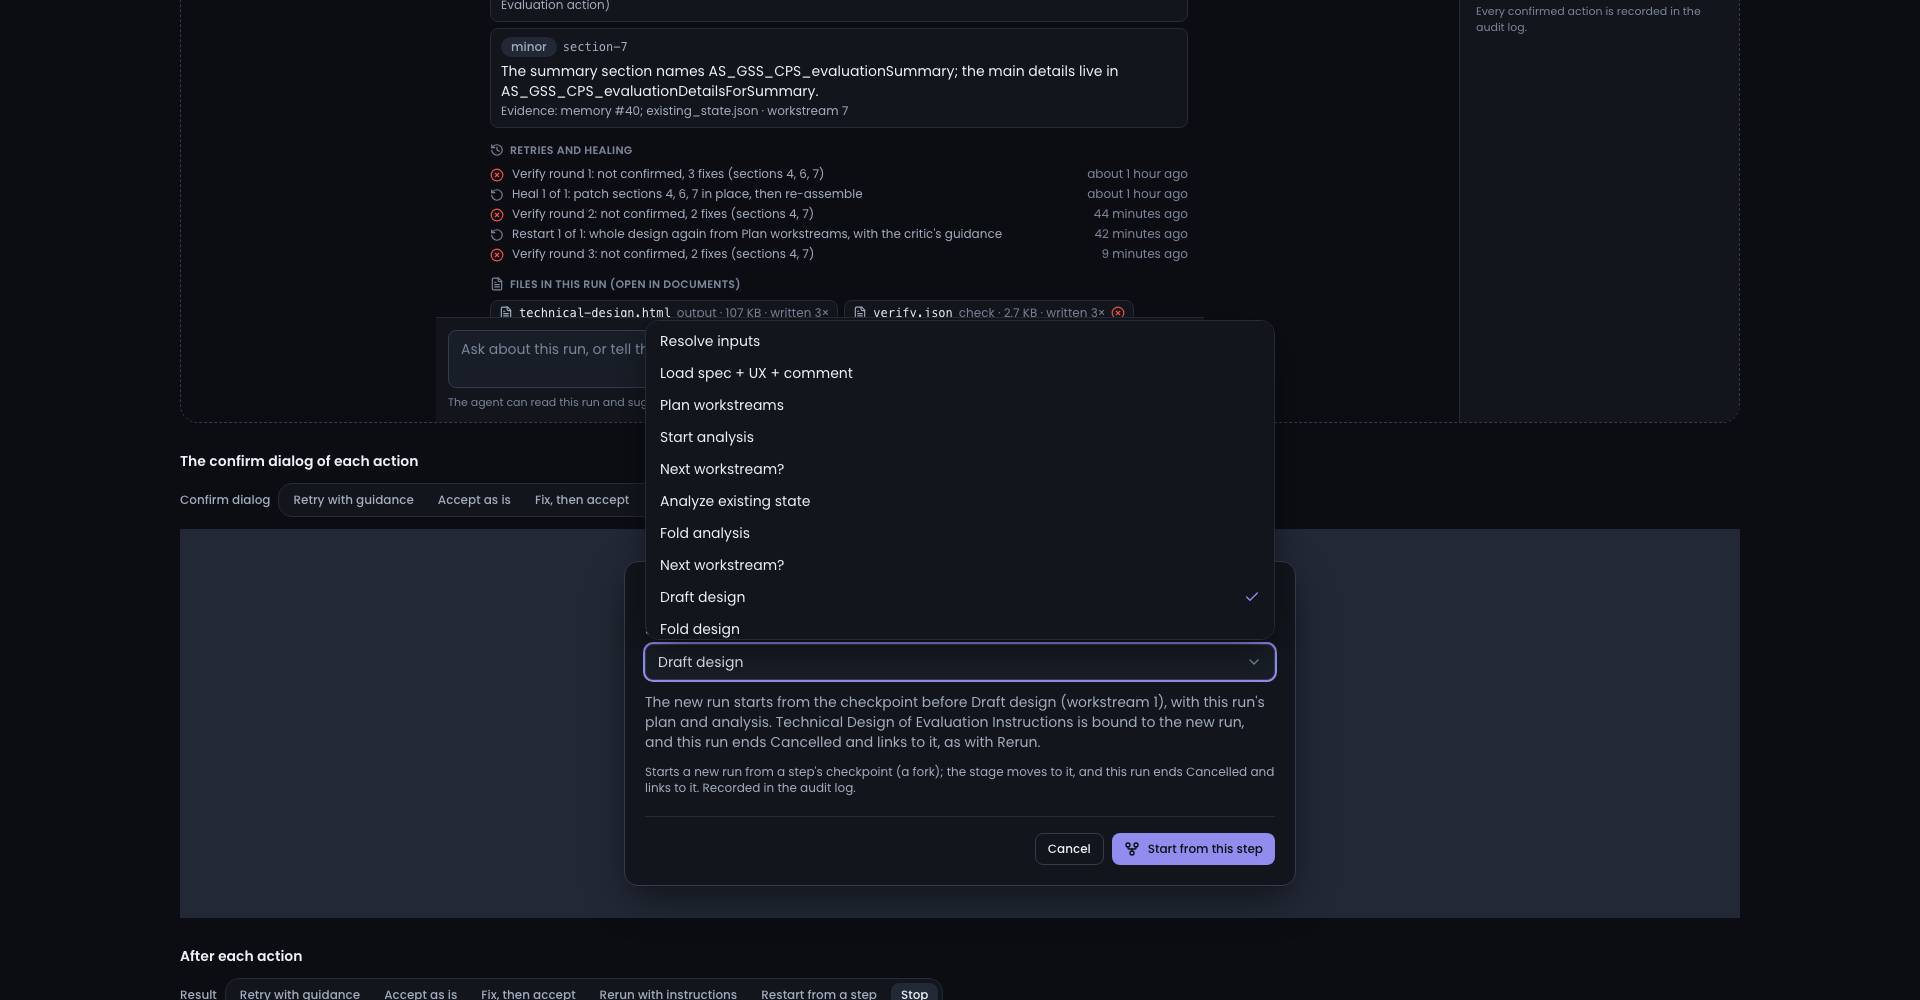 Evaluation action)
Every confirmed action is recorded in the
audit log.
minor section-7
The summary section names AS_GSS_CPS_evaluationSummary; the main details live in
AS_GSS_CPS_evaluationDetailsForSummary.
Evidence: memory #40; existing_state.json · workstream 7
RETRIES AND HEALING
Verify round 1: not confirmed, 3 fixes (sections 4, 6, 7) about 1 hour ago
Heal 1 of 1: patch sections 4, 6, 7 in place, then re-assemble about 1 hour ago
Verify round 2: not confirmed, 2 fixes (sections 4, 7) 44 minutes ago
Restart 1 of 1: whole design again from Plan workstreams, with the critic's guidance 42 minutes ago
Verify round 3: not confirmed, 2 fixes (sections 4, 7) 9 minutes ago
FILES IN THIS RUN (OPEN IN DOCUMENTS)
technical-design.html output · 107 KB · written 3× verify.json check · 2.7 KB · written 3×
Ask about this run, or tell
The agent can read this run and
Resolve inputs
Load spec + UX + comment
Plan workstreams
Start analysis
Next workstream?
Analyze existing state
Fold analysis
Next workstream?
Draft design
Fold design
The confirm dialog of each action
Confirm dialog Retry with guidance Accept as is Fix, then accept
Draft design
The new run starts from the checkpoint before Draft design (workstream 1), with this run's
plan and analysis. Technical Design of Evaluation Instructions is bound to the new run,
and this run ends Cancelled and links to it, as with Rerun.
Starts a new run from a step's checkpoint (a fork); the stage moves to it, and this run ends Cancelled and
links to it. Recorded in the audit log.
Cancel Start from this step
After each action
Result Retry with guidance Accept as is Fix, then accept Rerun with instructions Restart from a step Stop